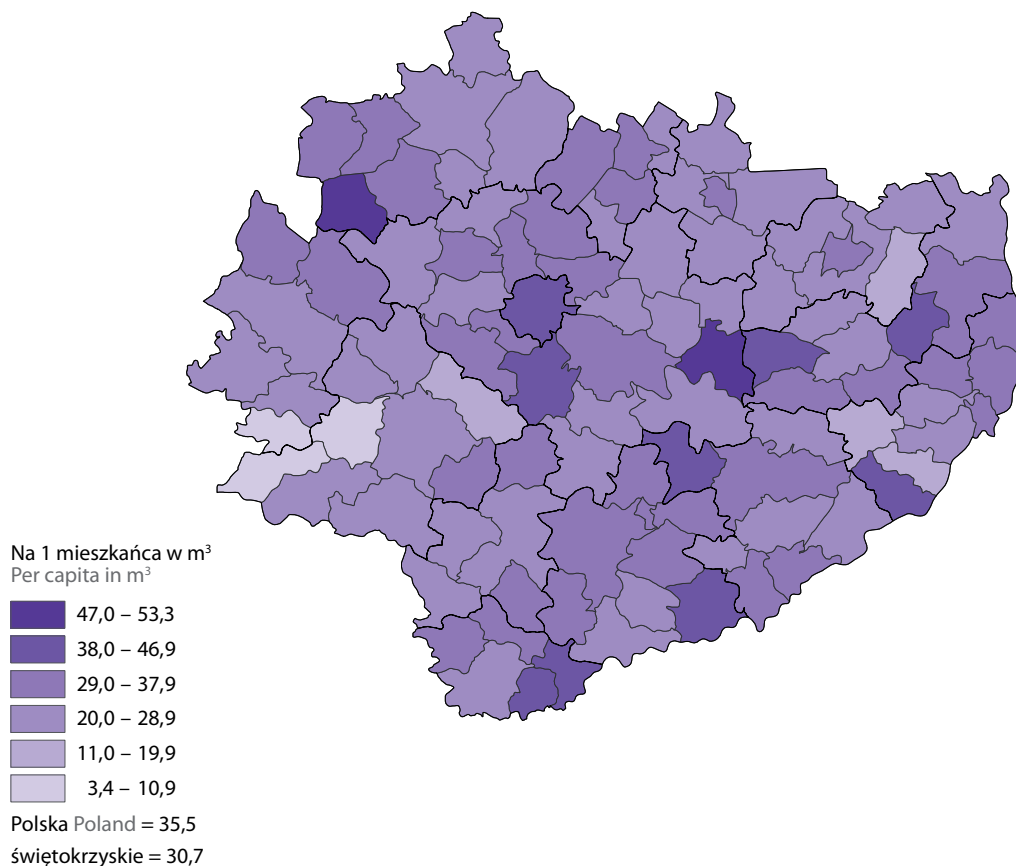 Na 1 mieszkańca w m³
Per capita in m³
47,0 – 53,3
38,0 – 46,9
29,0 – 37,9
20,0 – 28,9
11,0 – 19,9
3,4 – 10,9
Polska Poland = 35,5
świętokrzyskie = 30,7